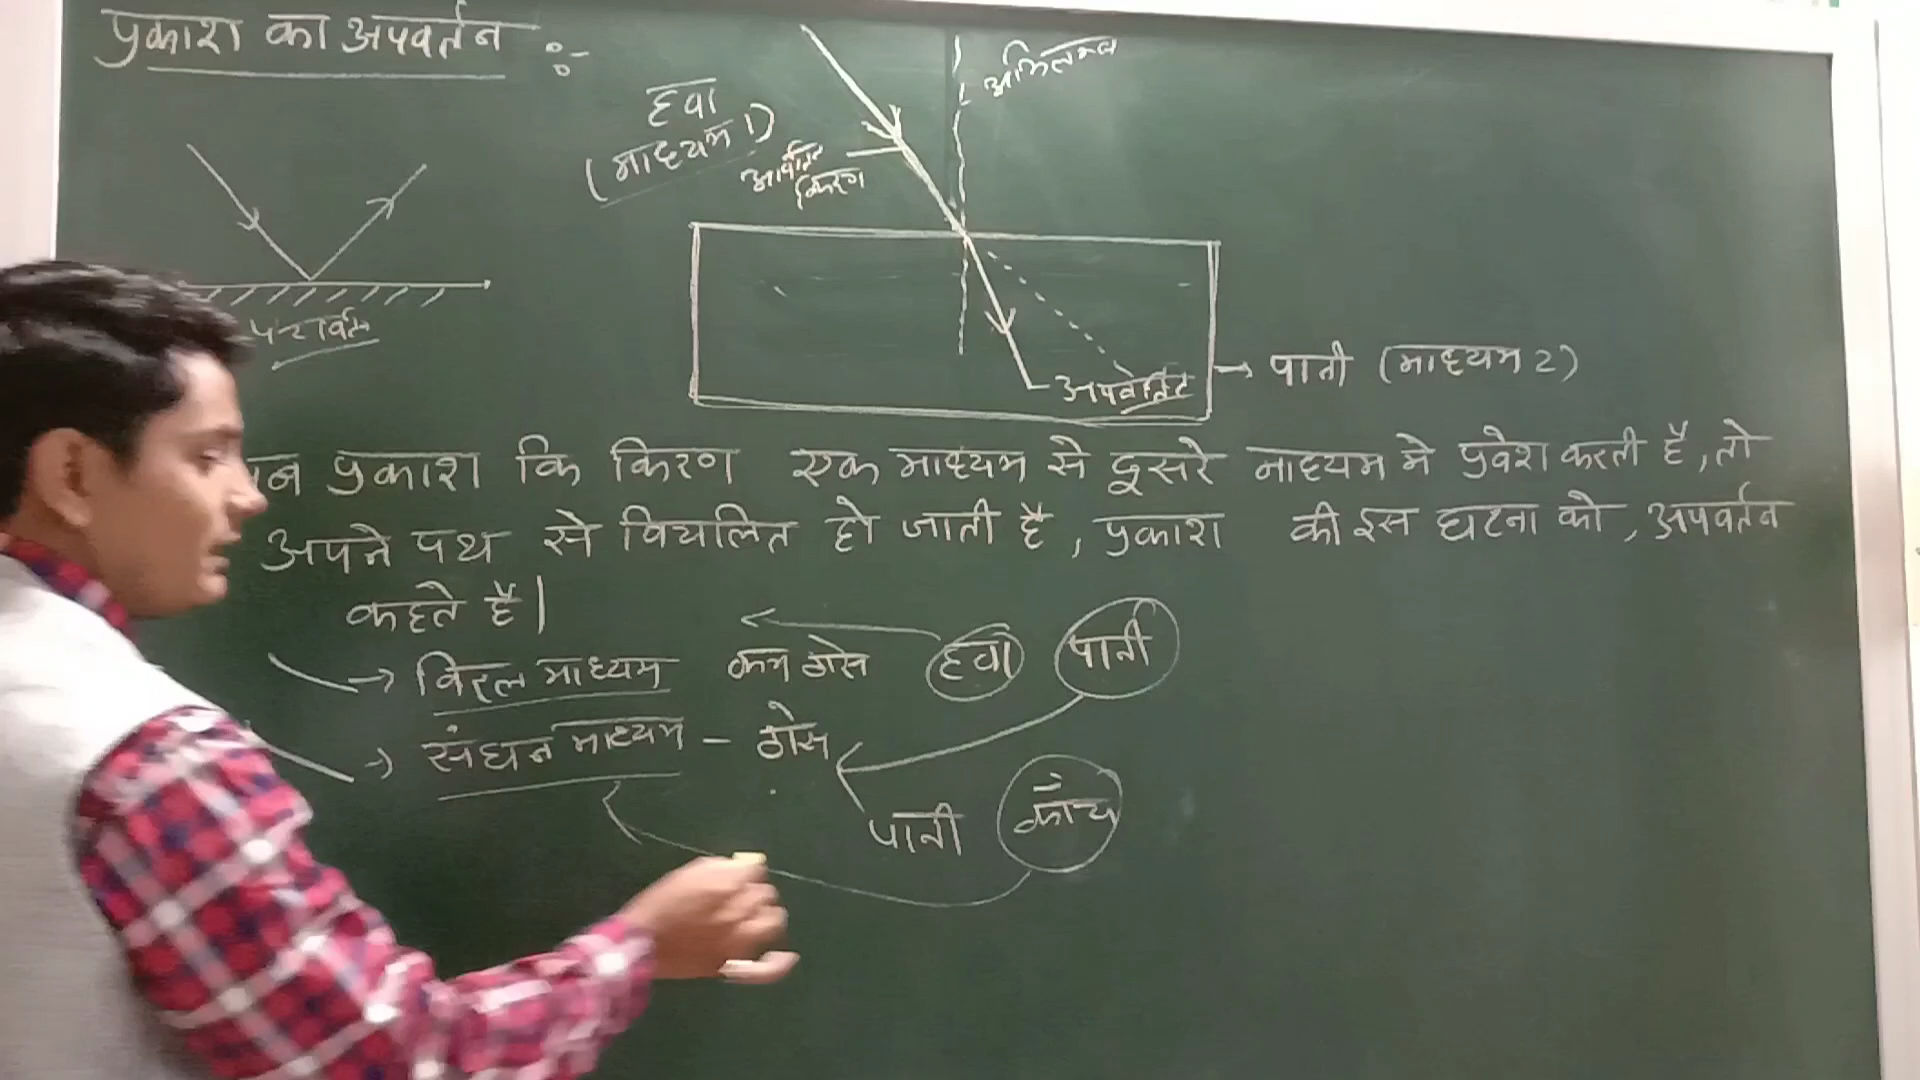 प्रकाश का अपवर्तन :-
अभिलम्ब
हवा
(माध्यम 1)
किरण
परावर्तन
अपवर्तित
→ पानी (माध्यम 2)
प्रकाश कि किरण एक माध्यम से दूसरे माध्यम मे प्रवेश करती है, तो
अपने पथ से विचलित हो जाती है, प्रकाश की इस घटना को, अपवर्तन
कहते हैं|
→ विरल माध्यम कम ठोस हवा पानी
→ संघन माध्यम – ठोस
पानी काँच